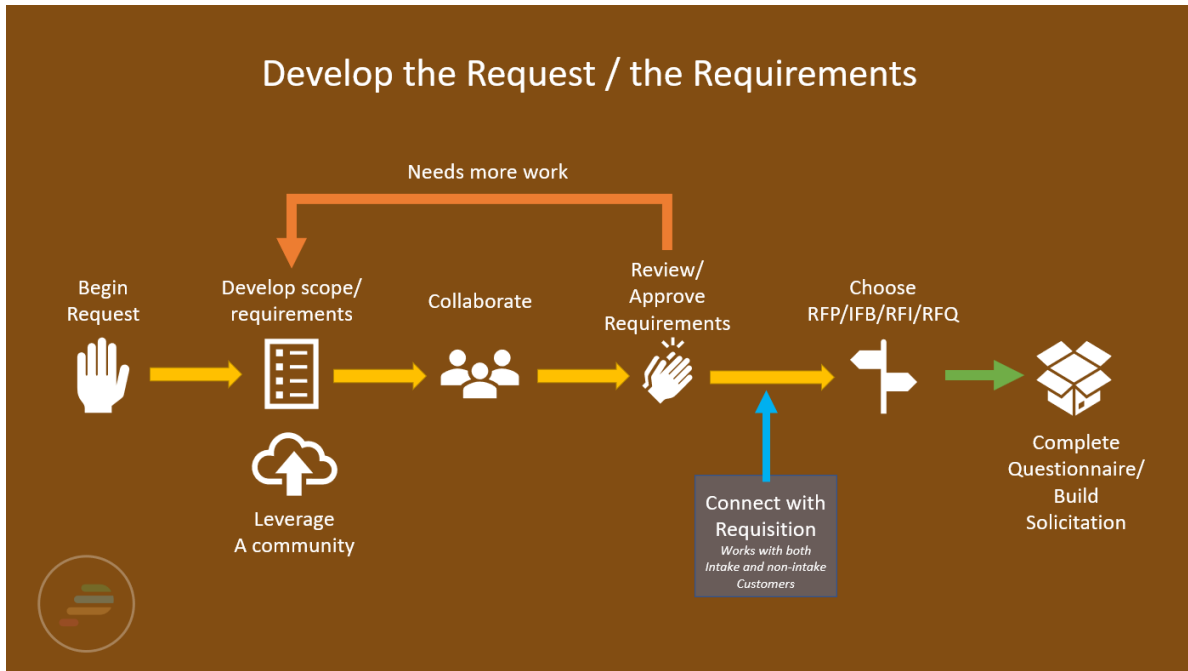 Develop the Request / the Requirements
Needs more work
Begin
Request
Develop scope/
requirements
Collaborate
Review/
Approve
Requirements
Choose
RFP/IFB/RFI/RFQ
Leverage
A community
Connect with
Requisition
Works with both
Intake and non-intake
Customers
Complete
Questionnaire/
Build
Solicitation